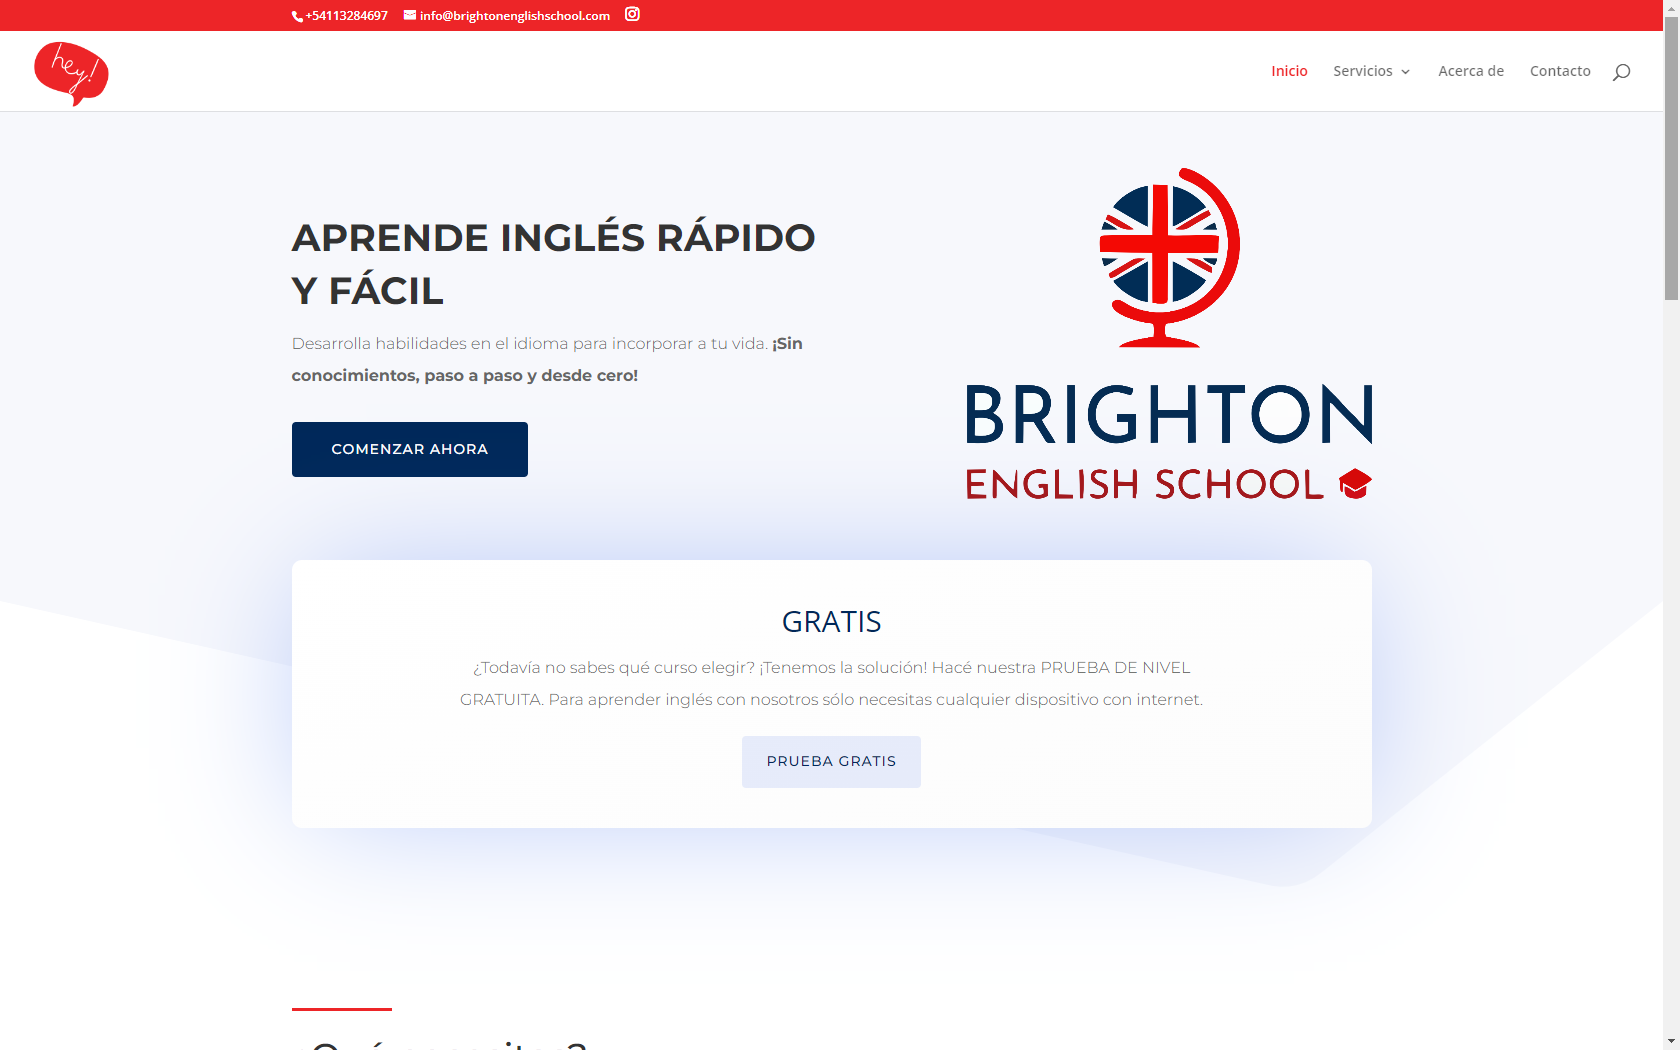 +54113284697 info@brightonenglishschool.com
hey!
Inicio Servicios Acerca de Contacto
APRENDE INGLÉS RÁPIDO
Y FÁCIL
Desarrolla habilidades en el idioma para incorporar a tu vida. ¡Sin
conocimientos, paso a paso y desde cero!
COMENZAR AHORA
BRIGHTON
ENGLISH SCHOOL
GRATIS
¿Todavía no sabes qué curso elegir? ¡Tenemos la solución! Hacé nuestra PRUEBA DE NIVEL
GRATUITA. Para aprender inglés con nosotros sólo necesitas cualquier dispositivo con internet.
PRUEBA GRATIS